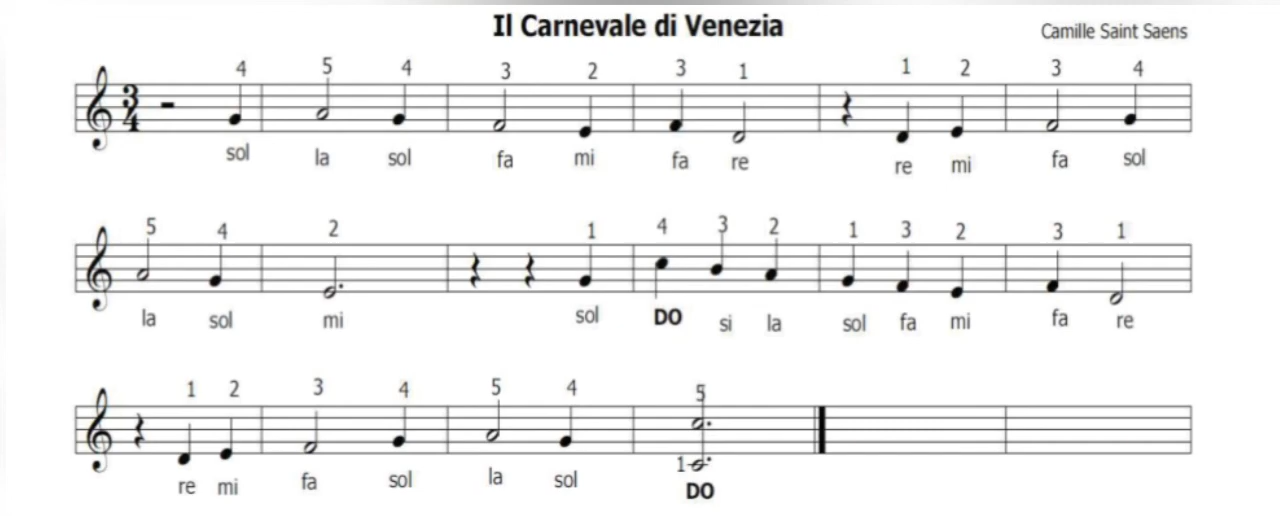 Il Carnevale di Venezia
Camille Saint Saens
4 5 4 3 2 3 1 1 2 3 4
3
4
sol la sol fa mi fa re re mi fa sol
5 4 2 1 4 3 2 1 3 2 3 1
la sol mi sol DO si la sol fa mi fa re
1 2 3 4 5 4 5
1
re mi fa sol la sol DO